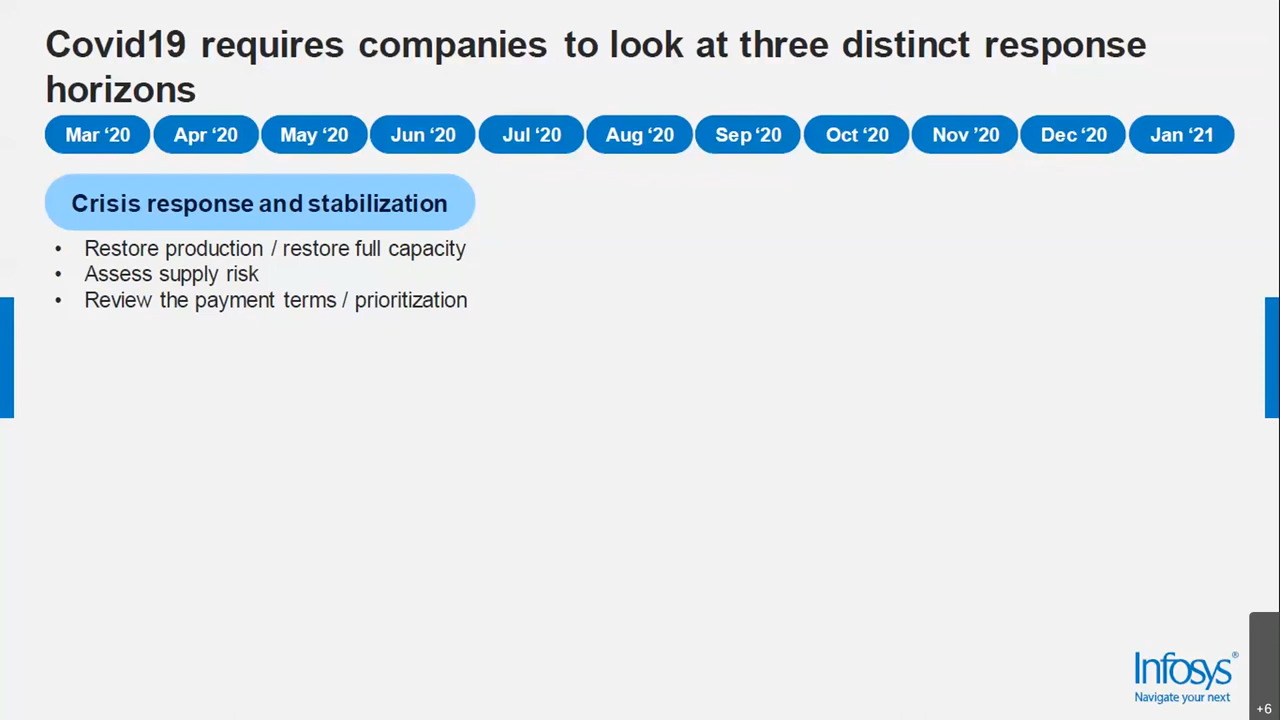 Covid19 requires companies to look at three distinct response
horizons
Mar ‘20 Apr ‘20 May ‘20 Jun ‘20 Jul ‘20 Aug ‘20 Sep ‘20 Oct ‘20 Nov ’20 Dec ‘20 Jan ‘21
Crisis response and stabilization
• Restore production / restore full capacity
• Assess supply risk
• Review the payment terms / prioritization
Infosys®
Navigate your next
+6